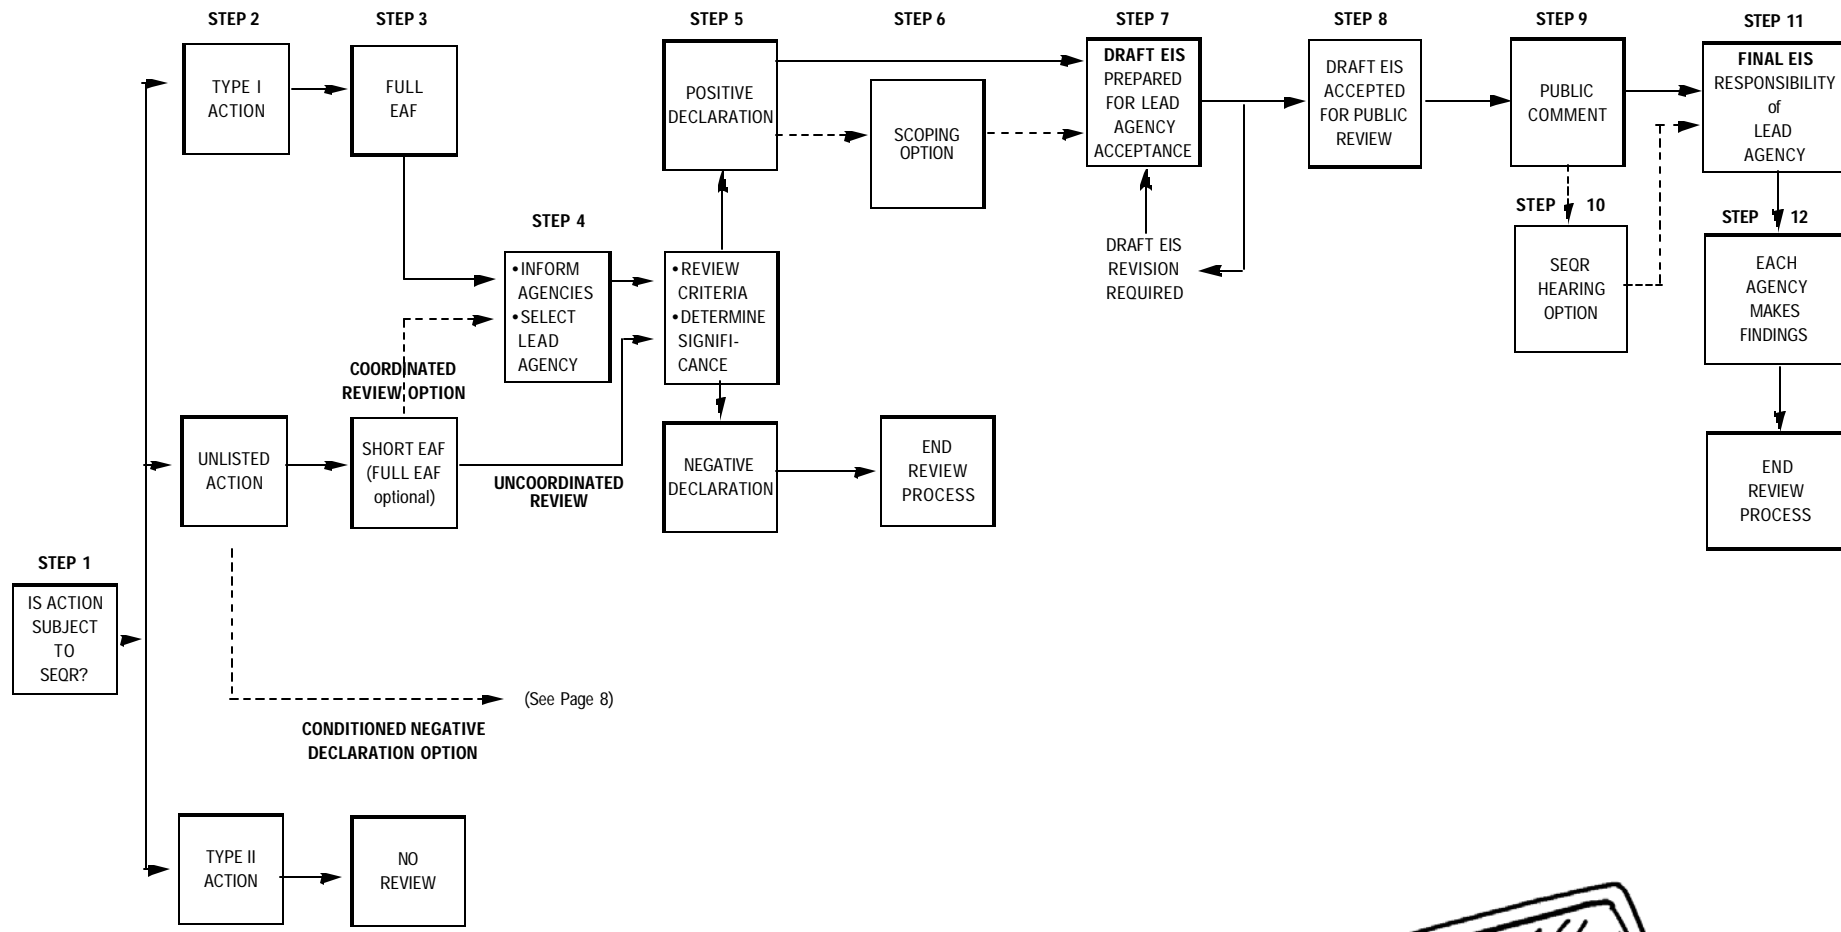 STEP 2
STEP 3
STEP 5
STEP 6
STEP 7
STEP 8
STEP 9
STEP 11
TYPE I
ACTION
FULL
EAF
POSITIVE
DECLARATION
SCOPING
OPTION
DRAFT EIS
PREPARED
FOR LEAD
AGENCY
ACCEPTANCE
DRAFT EIS
ACCEPTED
FOR PUBLIC
REVIEW
PUBLIC
COMMENT
FINAL EIS
RESPONSIBILITY
of
LEAD
AGENCY
STEP 4
•INFORM
AGENCIES
•SELECT
LEAD
AGENCY
•REVIEW
CRITERIA
•DETERMINE
SIGNIFI-
CANCE
DRAFT EIS
REVISION
REQUIRED
STEP 10
SEQR
HEARING
OPTION
STEP 12
EACH
AGENCY
MAKES
FINDINGS
COORDINATED
REVIEW OPTION
UNLISTED
ACTION
SHORT EAF
(FULL EAF
optional)
UNCOORDINATED
REVIEW
NEGATIVE
DECLARATION
END
REVIEW
PROCESS
END
REVIEW
PROCESS
STEP 1
IS ACTION
SUBJECT
TO
SEQR?
(See Page 8)
CONDITIONED NEGATIVE
DECLARATION OPTION
TYPE II
ACTION
NO
REVIEW